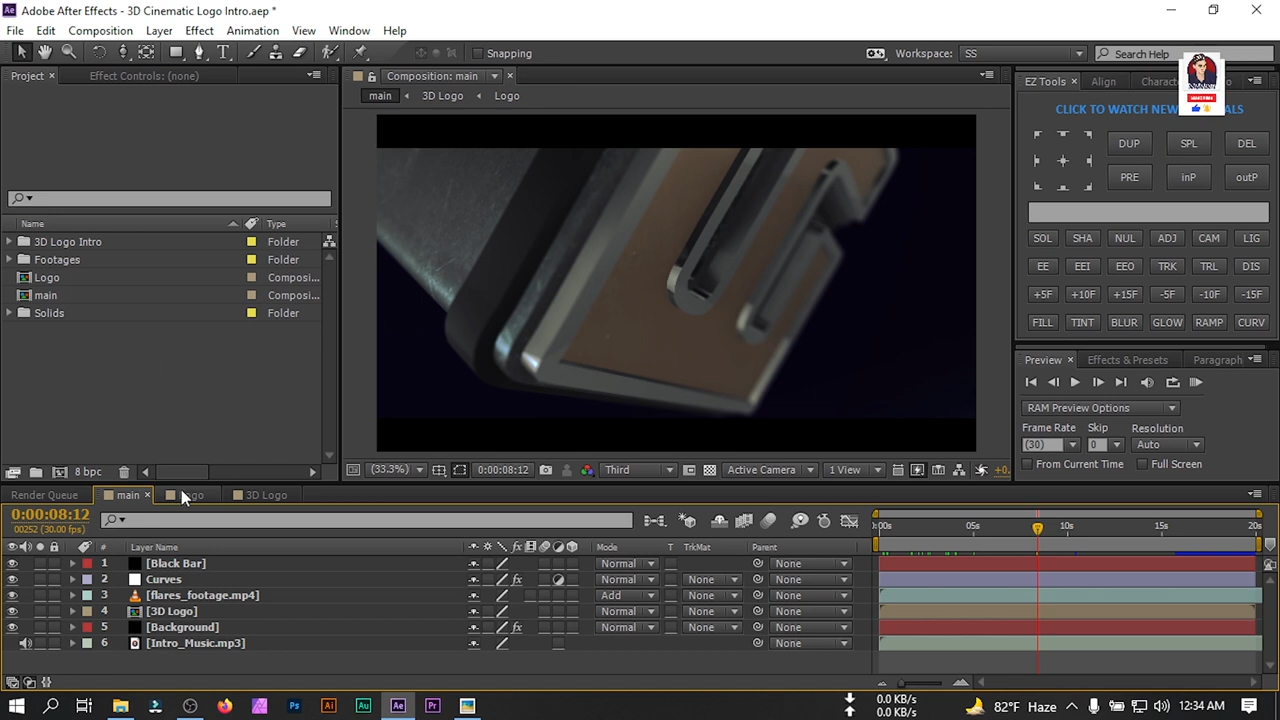 Adobe After Effects - 3D Cinematic Logo Intro.aep *
File Edit Composition Layer Effect Animation View Window Help
Snapping Workspace: SS Search Help
Project Effect Controls: (none) Composition: main EZ Tools Align
main 3D Logo Logo
CLICK TO WATCH NEW
DUP SPL DEL
PRE inP outP
Name Type
SOL SHA NUL ADJ CAM LIG
3D Logo Intro Folder
Footages Folder
EE EEI EEO TRK TRL DIS
Logo Composi...
main Composi...
+5F +10F +15F -5F -10F -15F
Solids Folder
FILL TINT BLUR GLOW RAMP CURV
Preview Effects & Presets Paragraph
RAM Preview Options
Frame Rate Skip Resolution
(30) 0 Auto
From Current Time Full Screen
8 bpc (33.3%) 0:00:08:12 Third Active Camera 1 View +0.
Render Queue main 3D Logo
0:00:08:12
00252 (30.00 fps)
:00s 05s 10s 15s 20s
# Layer Name fx Mode T TrkMat Parent
1 [Black Bar] Normal None
2 Curves fx Normal None None
3 [flares_footage.mp4] Add None None
4 [3D Logo] Normal None None
5 [Background] fx Normal None None
6 [Intro_Music.mp3] None
Ps Ai Au Ae Pr 0.0 KB/s
0.0 KB/s
82°F Haze 12:34 AM